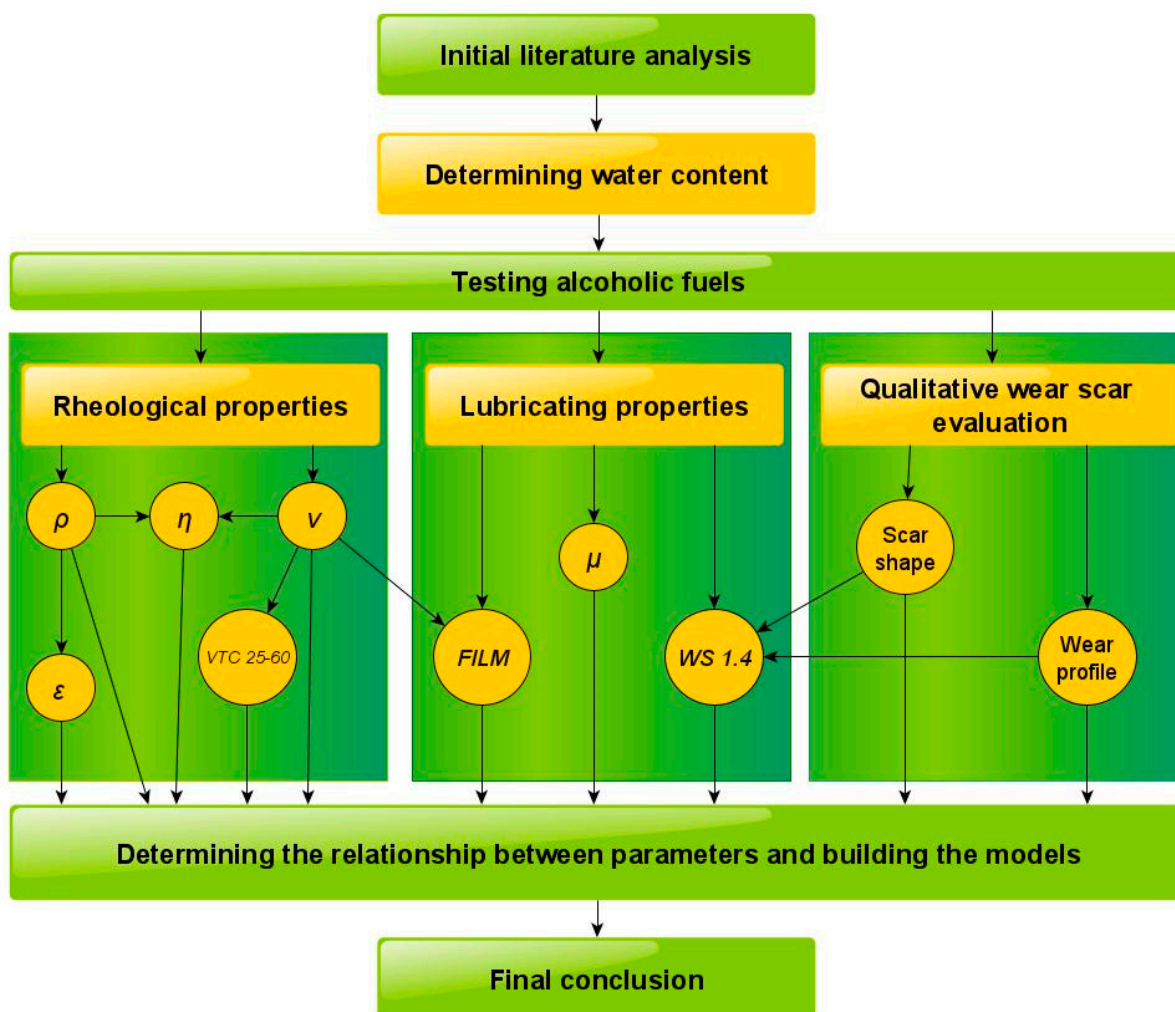 Initial literature analysis
Determining water content
Testing alcoholic fuels
Rheological properties
Lubricating properties
Qualitative wear scar
evaluation
ρ
η
ν
μ
Scar
shape
VTC 25-60
FILM
WS 1.4
Wear
profile
ε
Determining the relationship between parameters and building the models
Final conclusion